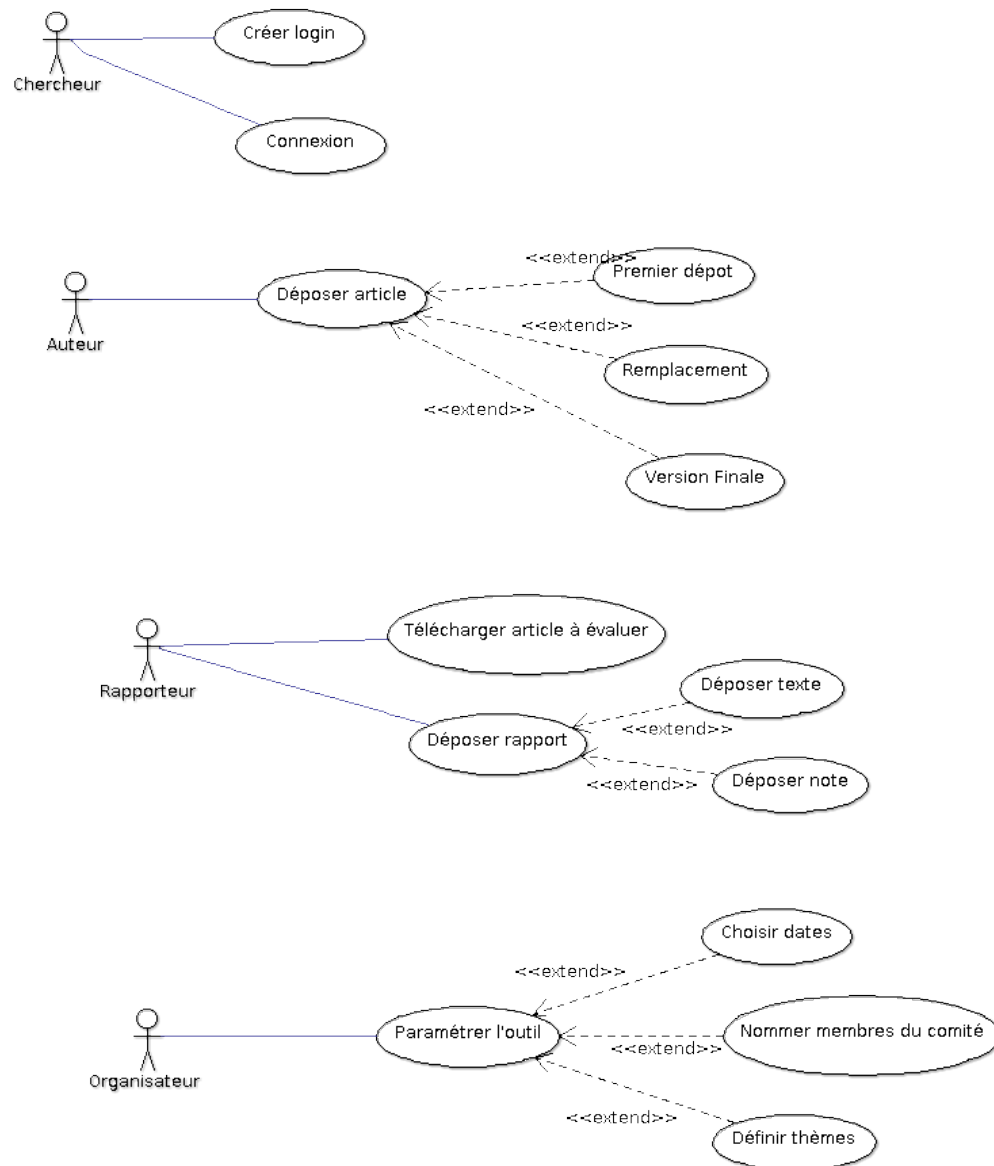 Créer login
Chercheur
Connexion
<<extend>>
Premier dépot
Déposer article
<<extend>>
Auteur
Remplacement
<<extend>>
Version Finale
Télécharger article à évaluer
Rapporteur
Déposer texte
<<extend>>
Déposer rapport
Déposer note
<<extend>>
Choisir dates
<<extend>>
Paramétrer l'outil
Nommer membres du comité
<<extend>>
Organisateur
<<extend>>
Définir thèmes